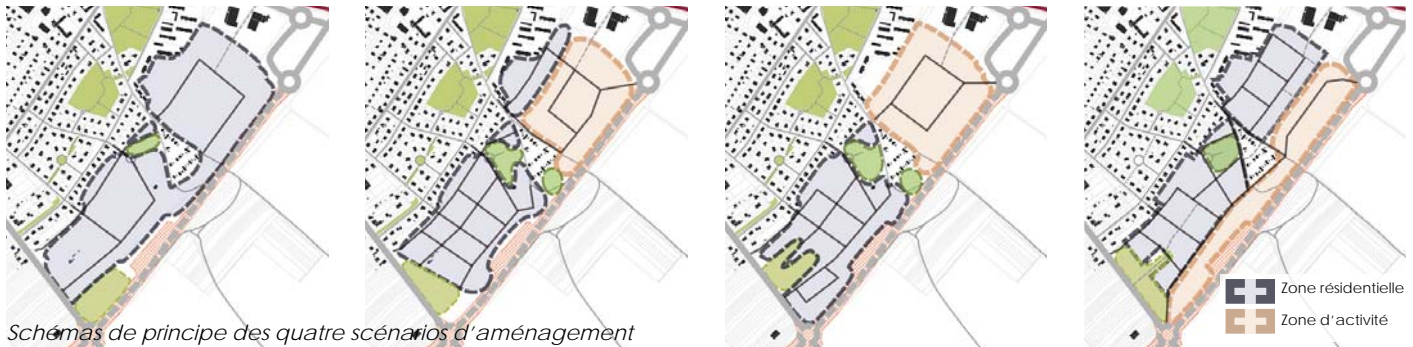 Zone résidentielle
Zone d'activité
Schémas de principe des quatre scénarios d'aménagement